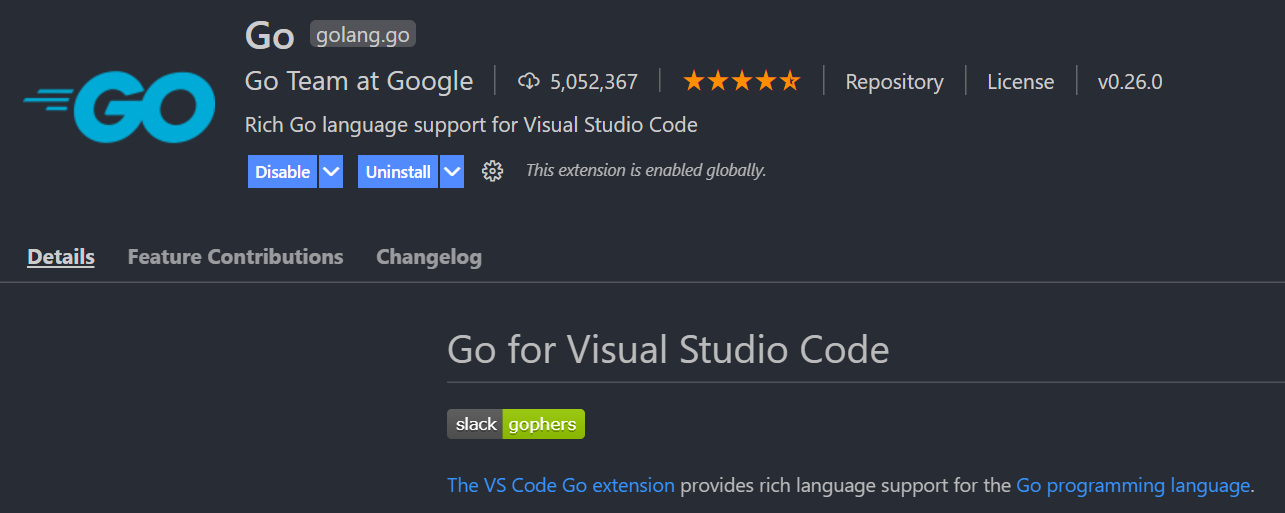 Go golang.go
GO
Go Team at Google 5,052,367 Repository License v0.26.0
Rich Go language support for Visual Studio Code
Disable Uninstall This extension is enabled globally.
Details Feature Contributions Changelog
Go for Visual Studio Code
slack gophers
The VS Code Go extension provides rich language support for the Go programming language.